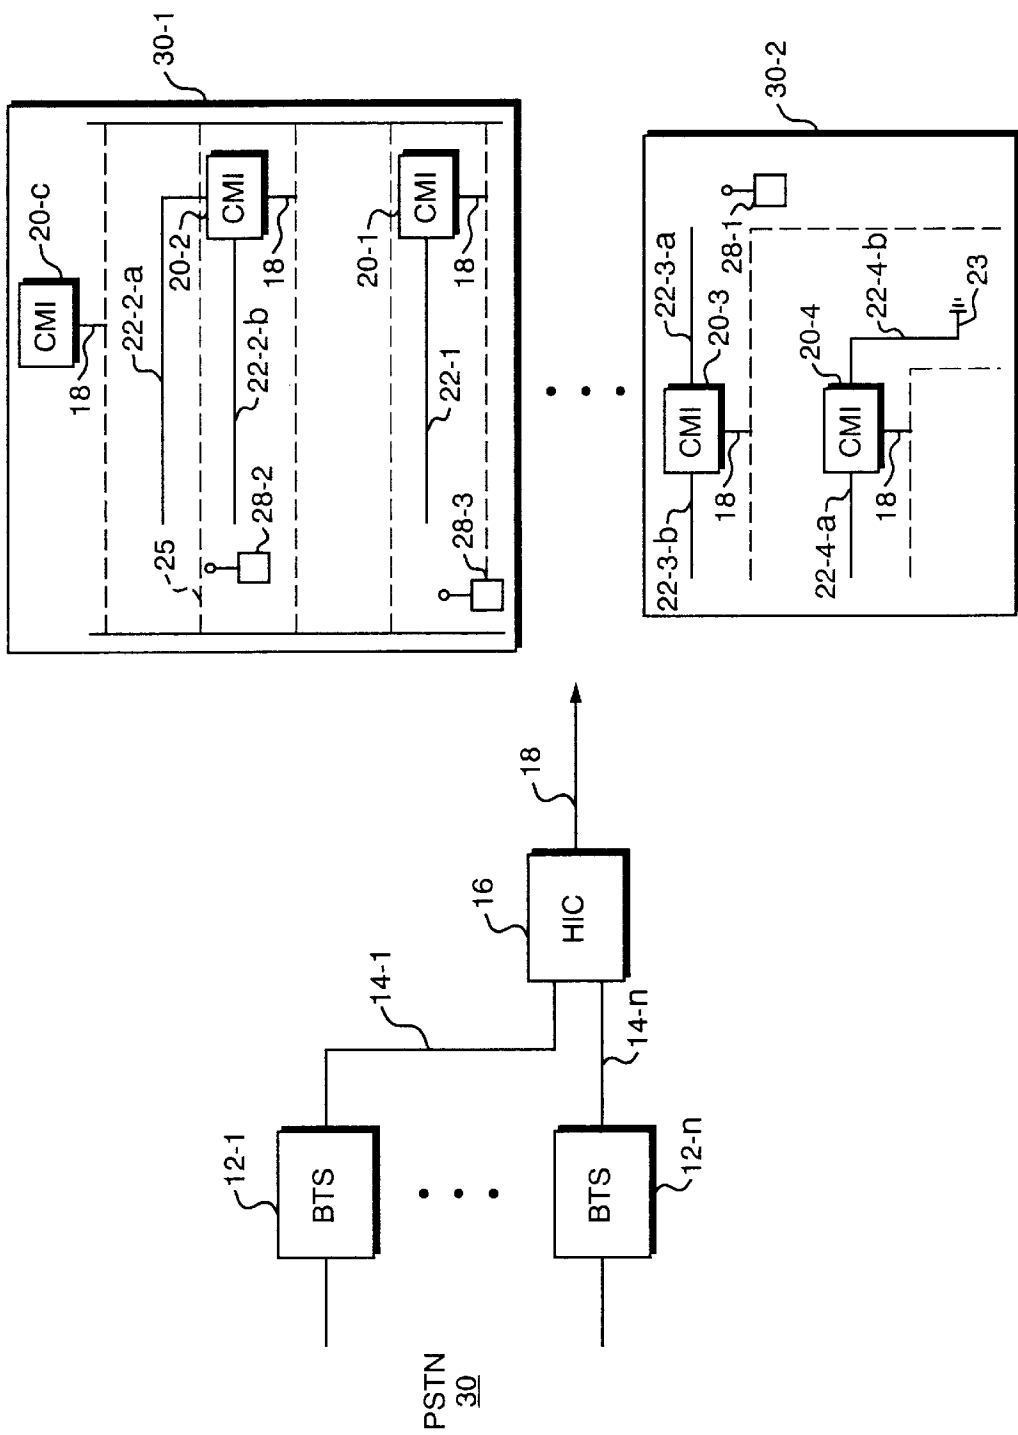 30-1
20-c
CMI
18
22-2-a
20-2
CMI
18
22-2-b
25
28-2
20-1
CMI
18
22-1
28-3
30-2
28-1
22-3-a
20-3
CMI
18
22-3-b
22-4-b
23
20-4
CMI
18
22-4-a
18
16
HIC
14-1
14-n
12-1
BTS
12-n
BTS
PSTN
30